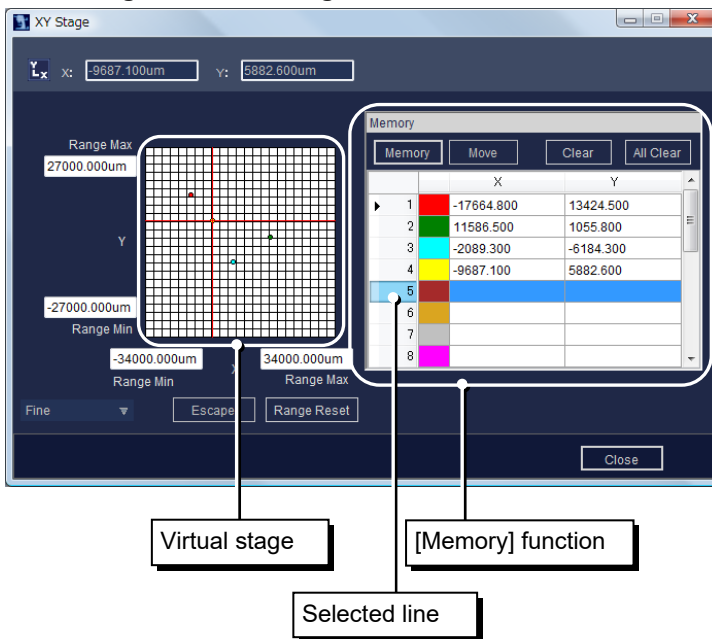 XY Stage
X: -9687.100um Y: 5882.600um
Memory
Memory Move Clear All Clear
X Y
1 -17664.800 13424.500
2 11586.500 1055.800
3 -2089.300 -6184.300
4 -9687.100 5882.600
5
6
7
8
Range Max
27000.000um
Y
-27000.000um
Range Min
-34000.000um X 34000.000um
Range Min Range Max
Fine Escape Range Reset
Close
Virtual stage
[Memory] function
Selected line